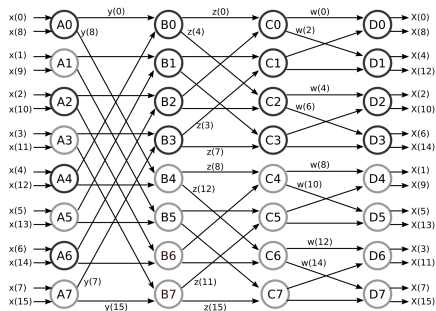 x(0) y(0) z(0) w(0) X(0)
A0 B0 C0 D0
x(8) y(8) z(4) w(2) X(8)
x(1) X(4)
A1 B1 C1 D1
x(9) X(12)
x(2) w(4) X(2)
A2 B2 C2 D2
x(10) w(6) X(10)
x(3) z(3) X(6)
A3 B3 C3 D3
x(11) z(7) X(14)
x(4) z(8) w(8) X(1)
A4 B4 C4 D4
x(12) z(12) w(10) X(9)
x(5) X(5)
A5 B5 C5 D5
x(13) X(13)
x(6) w(12) X(3)
A6 B6 C6 D6
x(14) w(14) X(11)
x(7) y(7) z(11) X(7)
A7 B7 C7 D7
x(15) y(15) z(15) X(15)